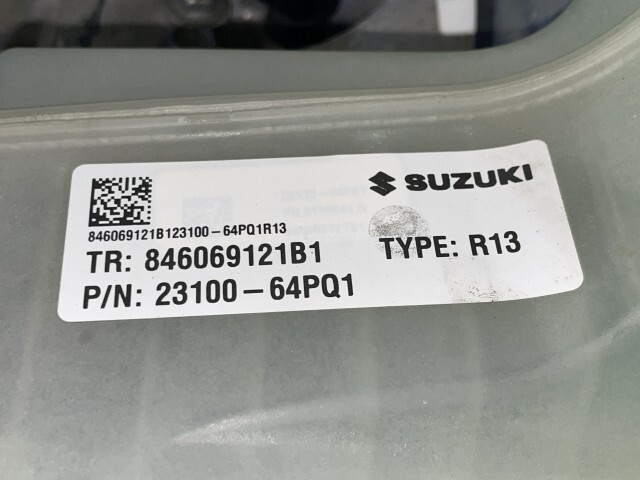 SUZUKI
846069121B123100-64PQ1R13
TR: 846069121B1 TYPE: R13
P/N: 23100-64PQ1